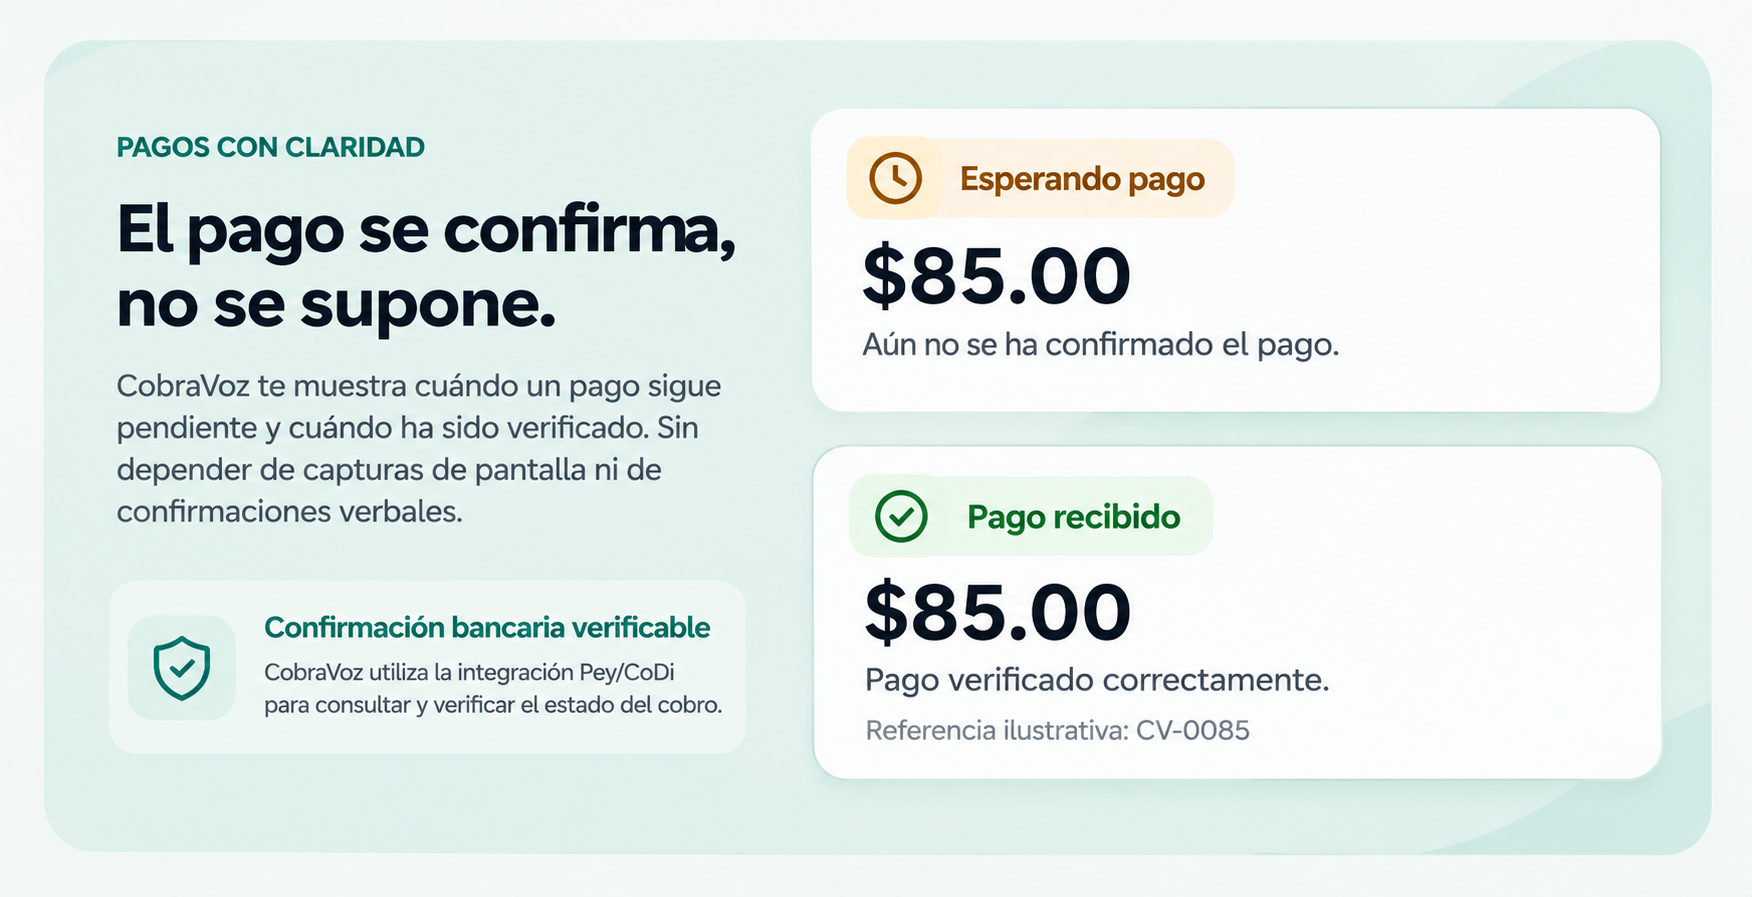 PAGOS CON CLARIDAD
El pago se confirma,
no se supone.
CobraVoz te muestra cuándo un pago sigue
pendiente y cuándo ha sido verificado. Sin
depender de capturas de pantalla ni de
confirmaciones verbales.
Confirmación bancaria verificable
CobraVoz utiliza la integración Pey/CoDi
para consultar y verificar el estado del cobro.
Esperando pago
$85.00
Aún no se ha confirmado el pago.
Pago recibido
$85.00
Pago verificado correctamente.
Referencia ilustrativa: CV-0085